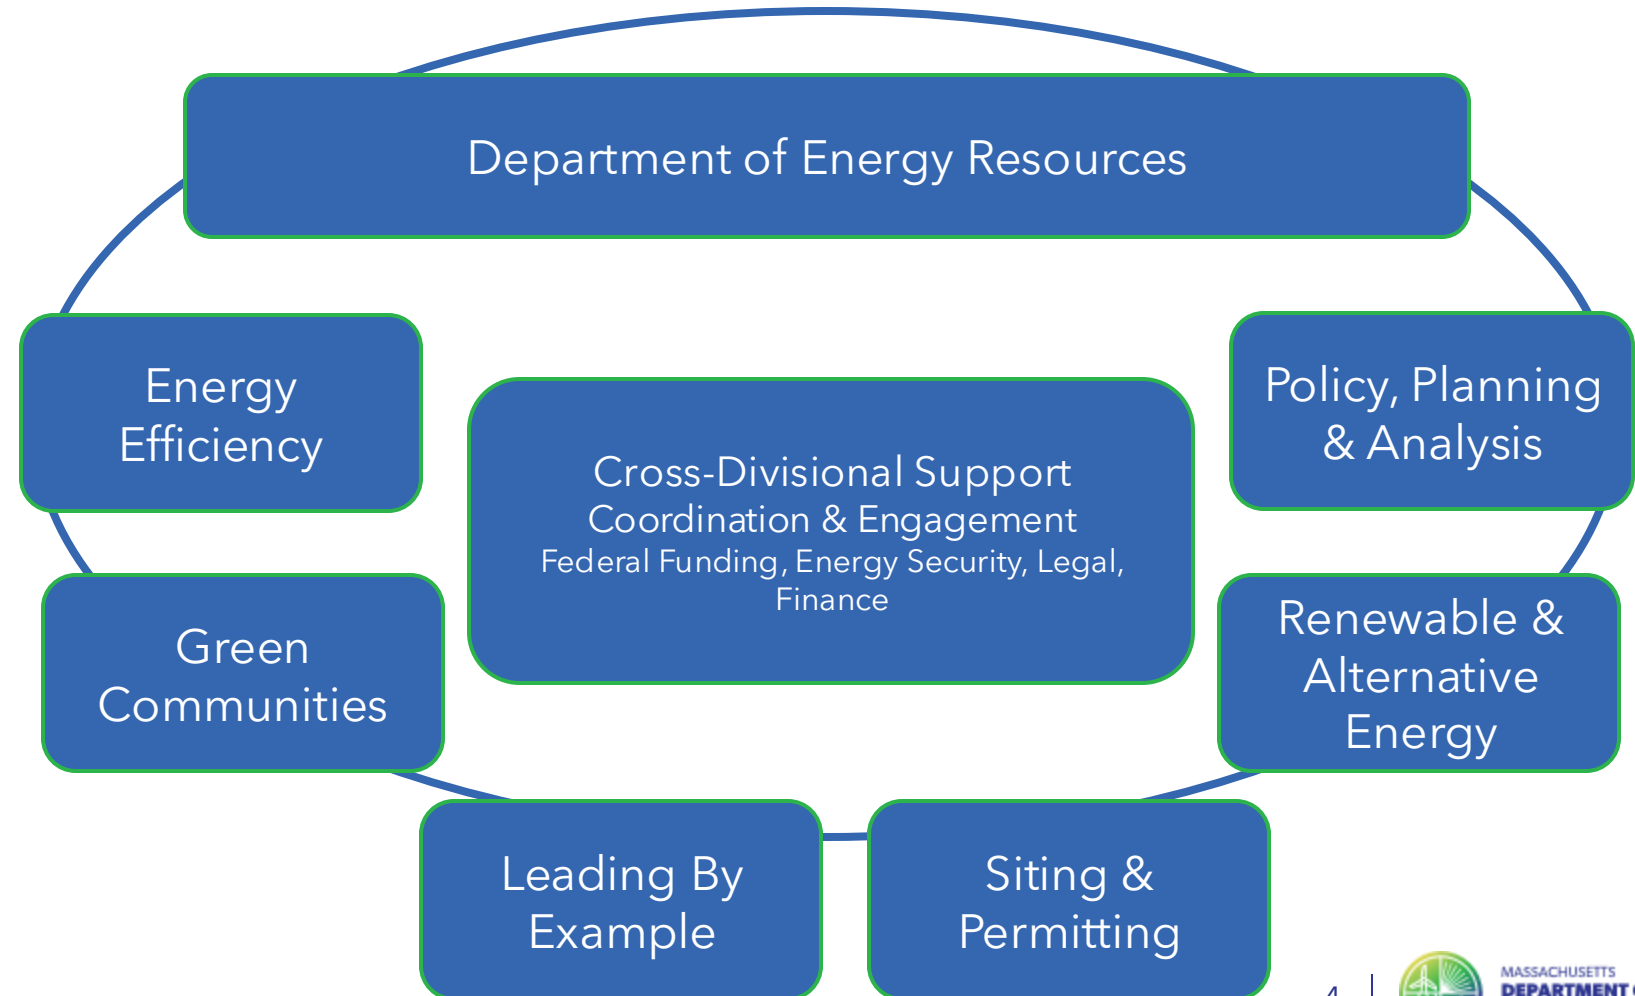 Department of Energy Resources
Energy
Efficiency
Policy, Planning
& Analysis
Cross-Divisional Support
Coordination & Engagement
Federal Funding, Energy Security, Legal,
Finance
Green
Communities
Renewable &
Alternative
Energy
Leading By
Example
Siting &
Permitting
MASSACHUSETTS
DEPARTMENT